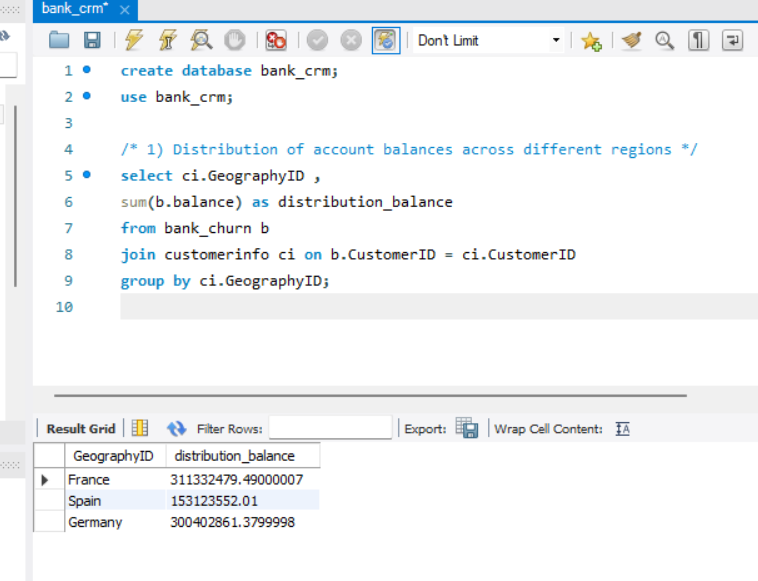 bank_crm* ×
Don't Limit
1 create database bank_crm;
2 use bank_crm;
3
4 /* 1) Distribution of account balances across different regions */
5 select ci.GeographyID ,
6 sum(b.balance) as distribution_balance
7 from bank_churn b
8 join customerinfo ci on b.CustomerID = ci.CustomerID
9 group by ci.GeographyID;
10
Result Grid Filter Rows: Export: Wrap Cell Content: IA
GeographyID distribution_balance
France 311332479.49000007
Spain 153123552.01
Germany 300402861.3799998